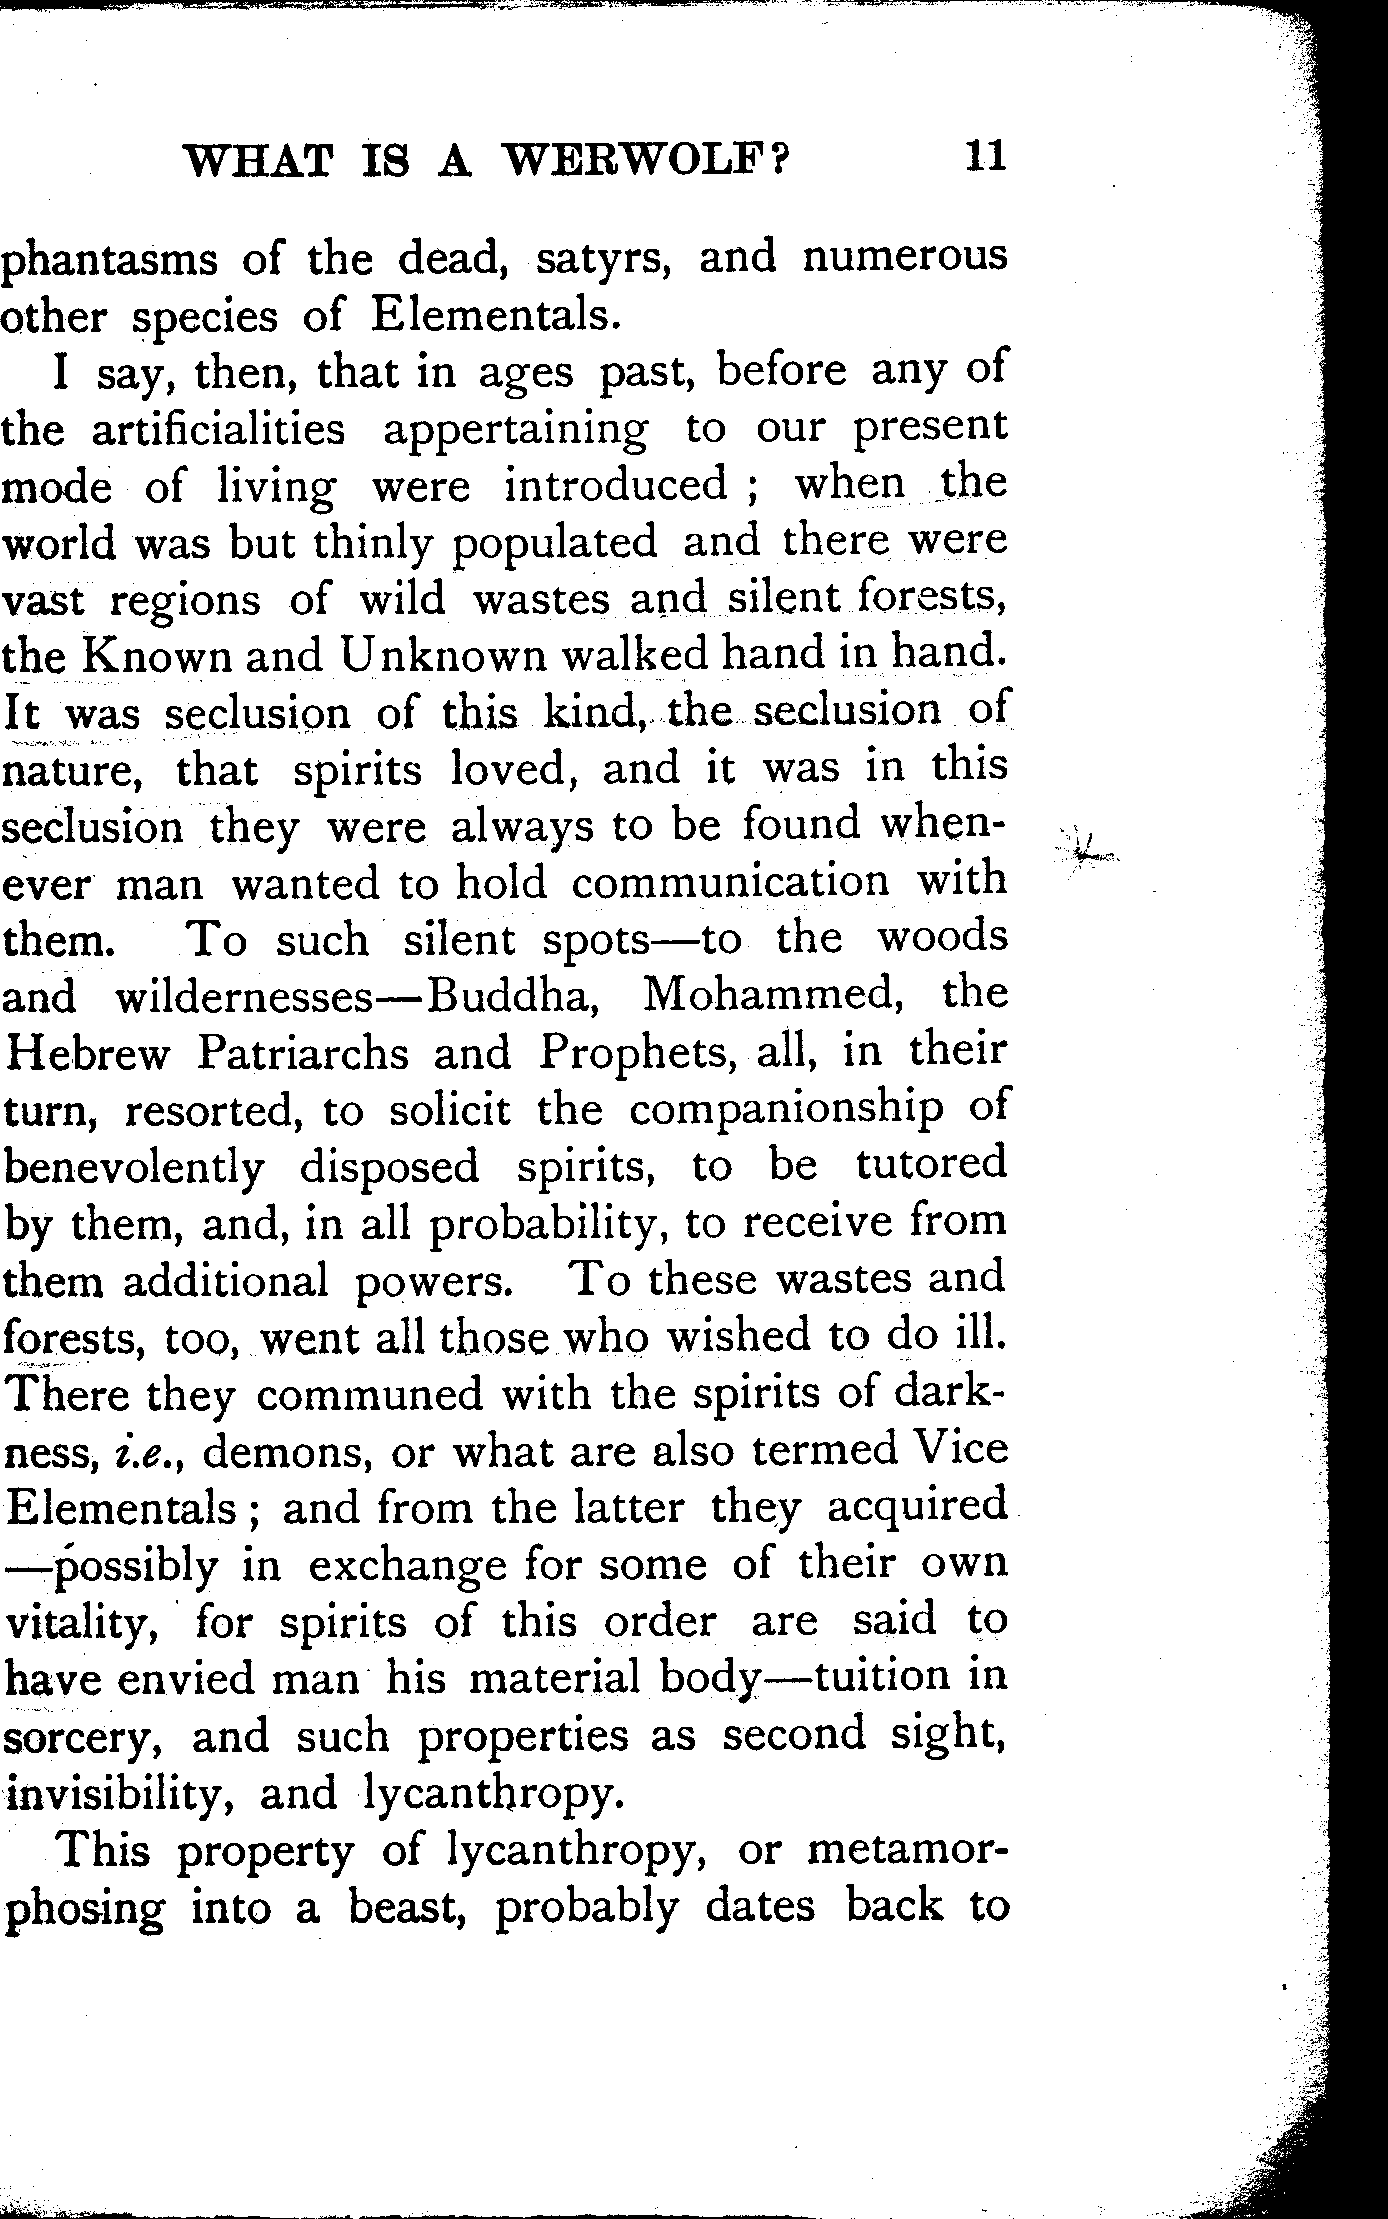 WHAT IS A WERWOLF? 11
phantasms of the dead, satyrs, and numerous
other species of Elementals.
I say, then, that in ages past, before any of
the artificialities appertaining to our present
mode of living were introduced ; when the
world was but thinly populated and there were
vast regions of wild wastes and silent forests,
the Known and Unknown walked hand in hand.
It was seclusion of this kind, the seclusion of
nature, that spirits loved, and it was in this
seclusion they were always to be found when-
ever man wanted to hold communication with
them. To such silent spots—to the woods
and wildernesses—Buddha, Mohammed, the
Hebrew Patriarchs and Prophets, all, in their
turn, resorted, to solicit the companionship of
benevolently disposed spirits, to be tutored
by them, and, in all probability, to receive from
them additional powers. To these wastes and
forests, too, went all those who wished to do ill.
There they communed with the spirits of dark-
ness, i.e., demons, or what are also termed Vice
Elementals ; and from the latter they acquired
—possibly in exchange for some of their own
vitality, for spirits of this order are said to
have envied man his material body—tuition in
sorcery, and such properties as second sight,
invisibility, and lycanthropy.
This property of lycanthropy, or metamor-
phosing into a beast, probably dates back to